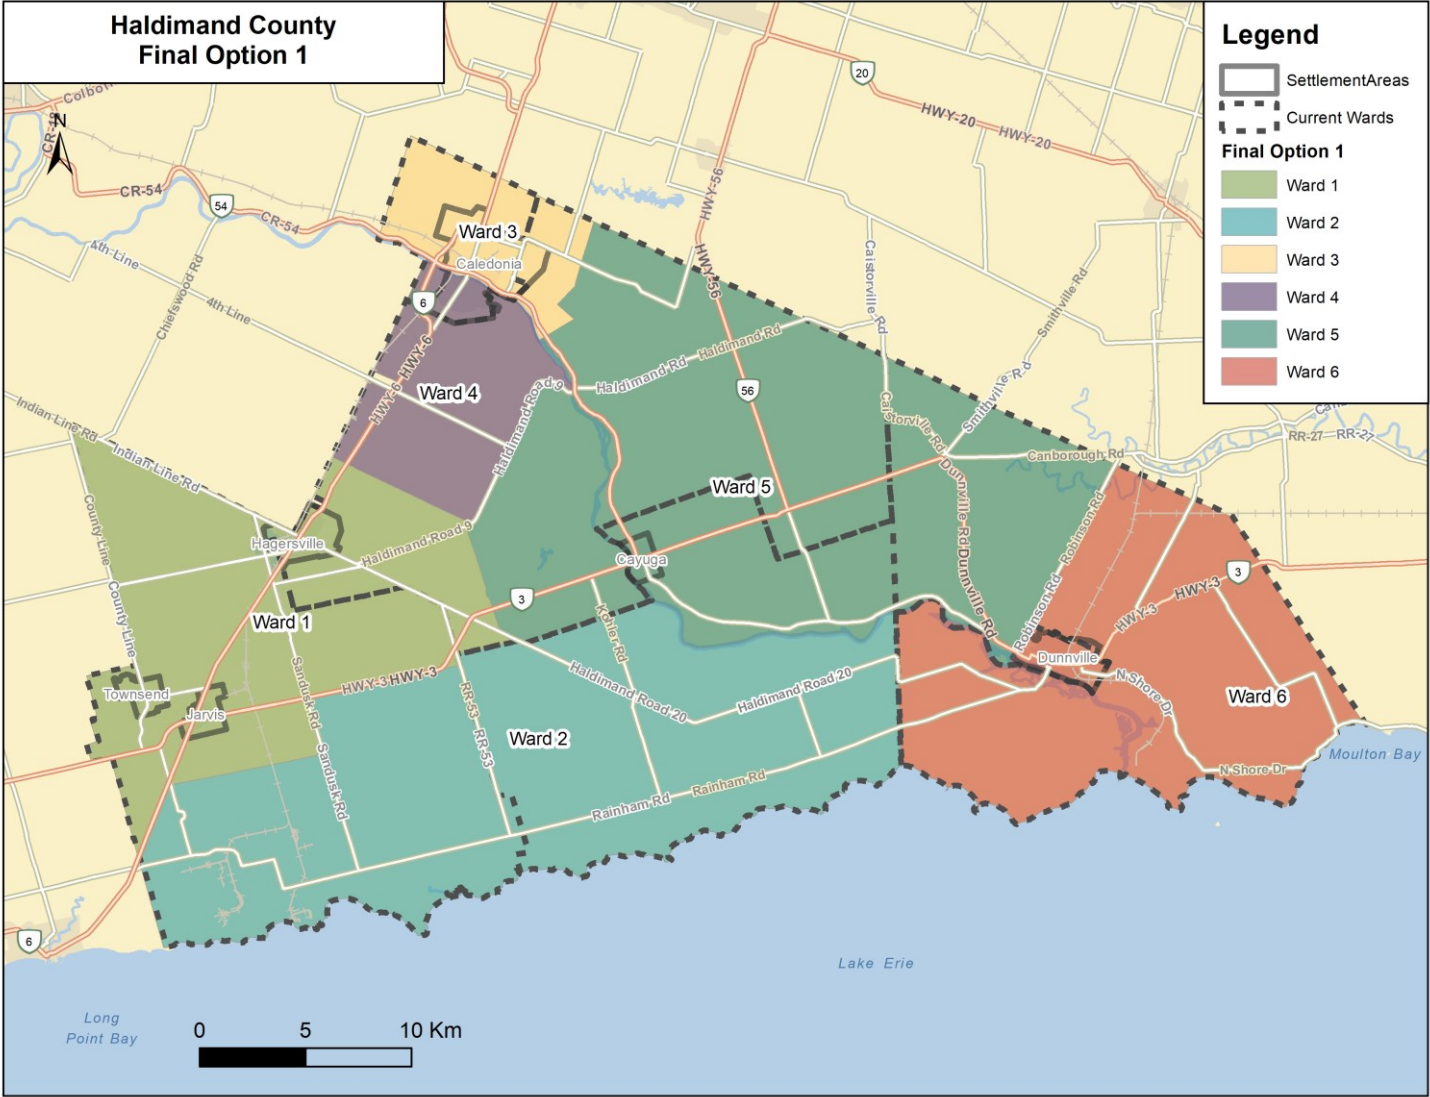 Haldimand County
Final Option 1
Legend
SettlementAreas
Current Wards
Final Option 1
Ward 1
Ward 2
Ward 3
Ward 4
Ward 5
Ward 6
N
CR-18
CR-54
54
CR-54
20
HWY-20
HWY-20
HWY-56
HWY-56
4th-Line
4th-Line
Chiefswood Rd
Ward 3
Caledonia
6
HWY-6
HWY-6
Ward 4
Caistorville Rd
Caistorville Rd
Smithville Rd
Smithville Rd
Haldimand Rd
Haldimand Rd
56
Haldimand Road 9
RR-27
RR-27
Indian Line Rd
Indian Line Rd
Canborough Rd
Ward 5
County Line
County Line
Hagersville
Haldimand Road 9
Cayuga
Dunnville Rd
Dunnville Rd
Robinson Rd
Robinson Rd
3
HWY-3
HWY-3
3
Ward 1
Kohler Rd
Dunnville
Townsend
Jarvis
HWY-3
HWY-3
Sandusk Rd
Sandusk Rd
RR-53
RR-53
Haldimand Road 20
Haldimand Road 20
N Shore Dr
Ward 6
Ward 2
Moulton Bay
N Shore Dr
Rainham Rd
Rainham Rd
6
Lake Erie
Long
Point Bay
0 5 10 Km